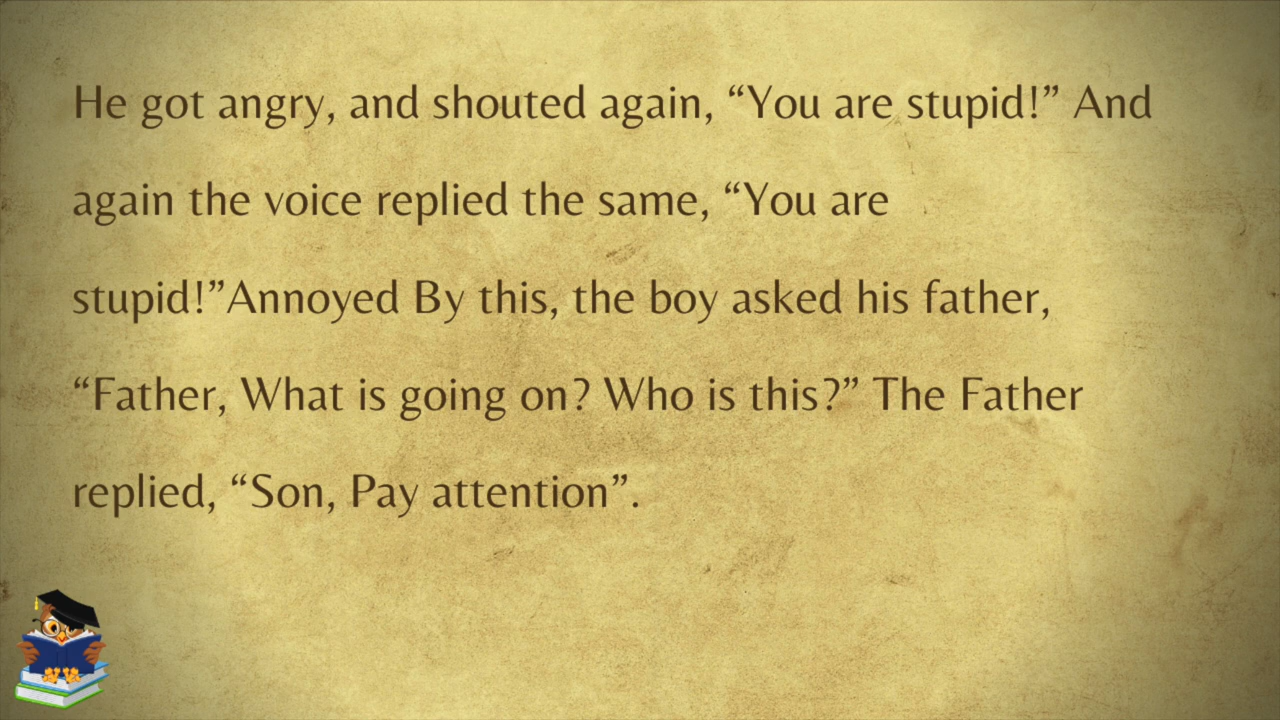 He got angry, and shouted again, “You are stupid!” And
again the voice replied the same, “You are
stupid!”Annoyed By this, the boy asked his father,
“Father, What is going on? Who is this?” The Father
replied, “Son, Pay attention”.